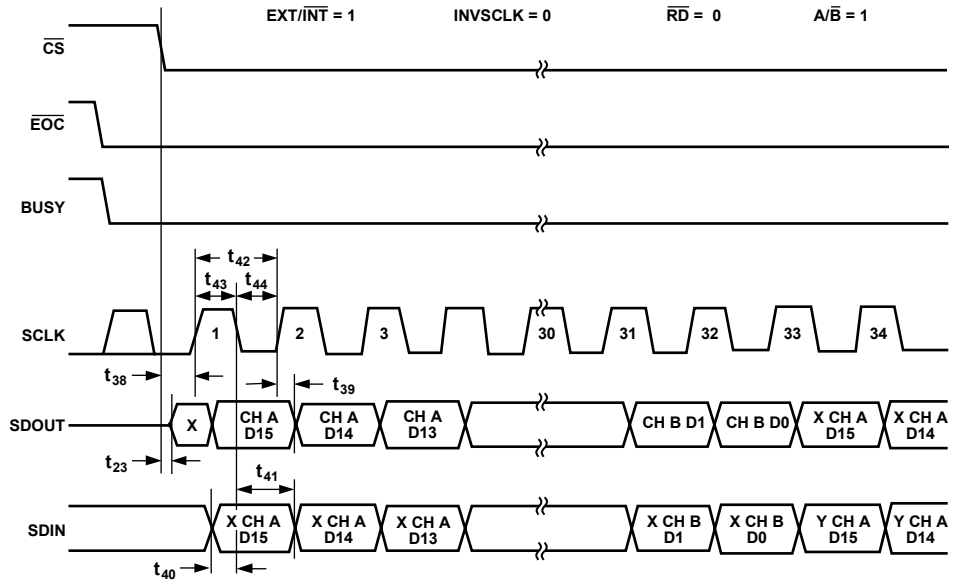 EXT/INT = 1 INVSCLK = 0 RD = 0 A/B = 1
CS
EOC
BUSY
t42
t43 t44
SCLK 1 2 3 30 31 32 33 34
t38 t39
SDOUT X CH A D15 CH A D14 CH A D13 CH B D1 CH B D0 X CH A D15 X CH A D14
t23
t41
SDIN X CH A D15 X CH A D14 X CH A D13 X CH B D1 X CH B D0 Y CH A D15 Y CH A D14
t40